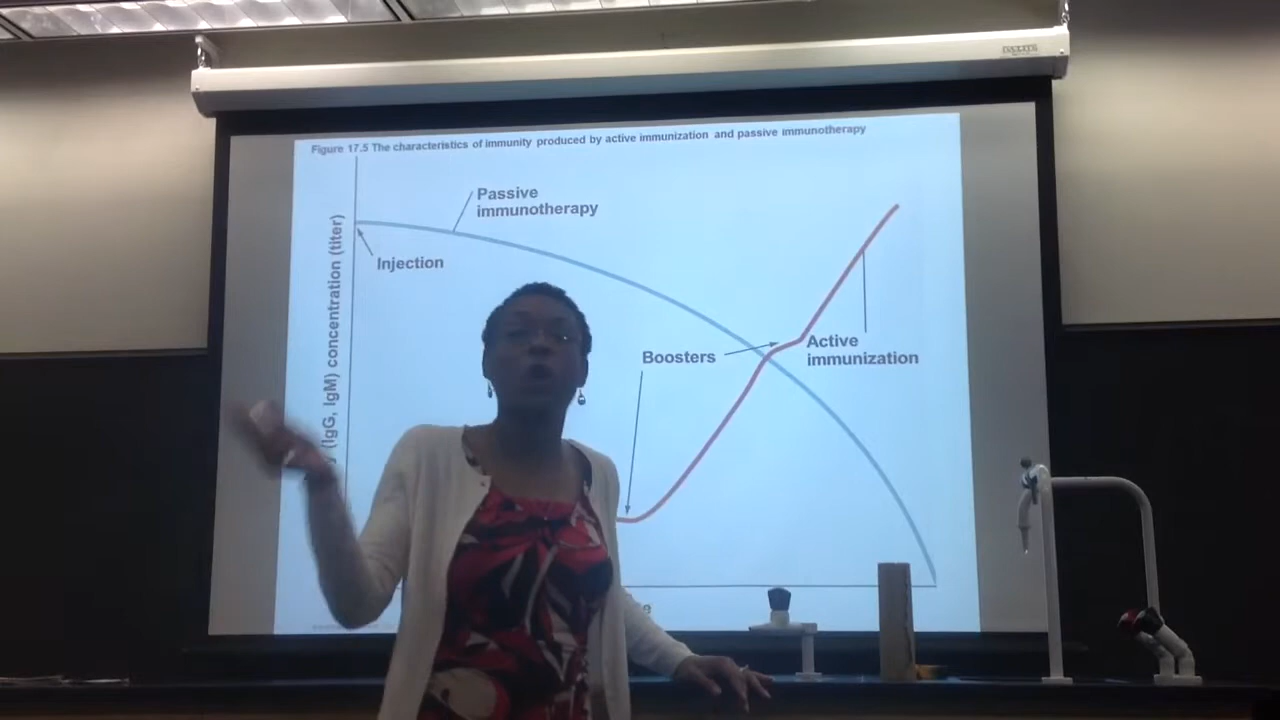 Figure 17.5 The characteristics of immunity produced by active immunization and passive immunotherapy
Passive
immunotherapy
Injection
(IgG, IgM) concentration (titer)
Boosters
Active
immunization